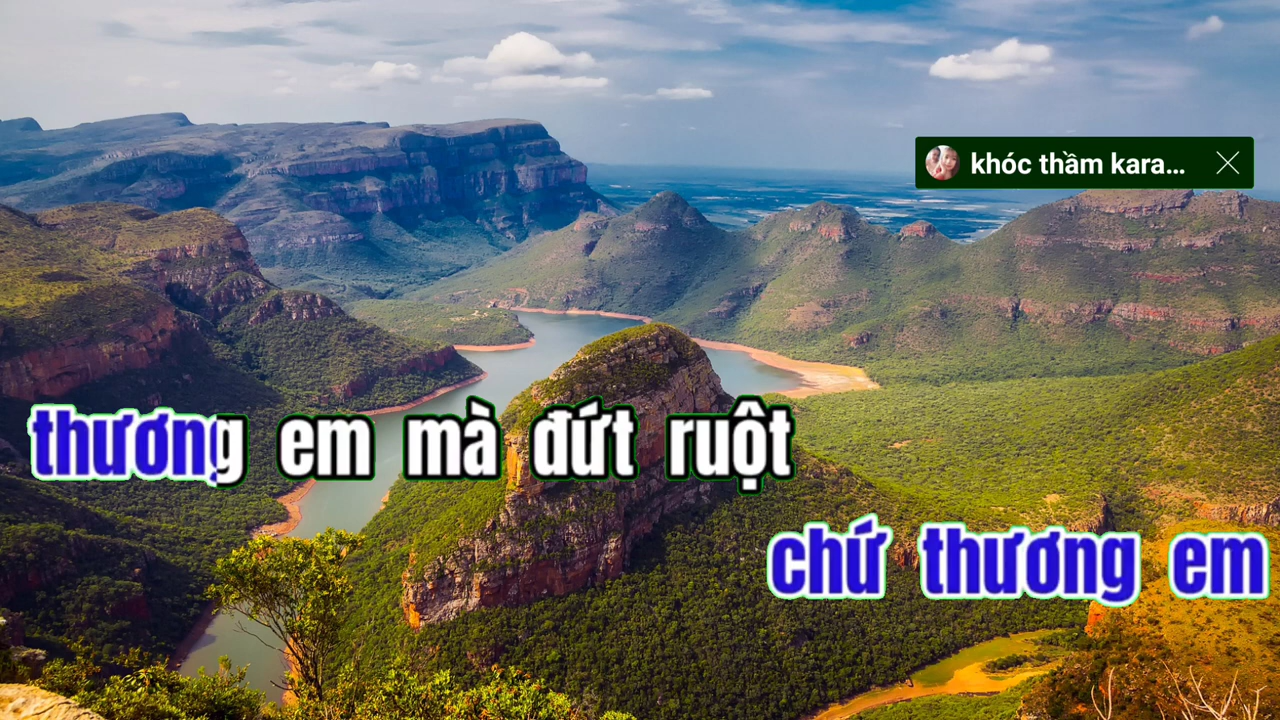 khóc thầm kara...
thương em mà đứt ruột
chứ thương em